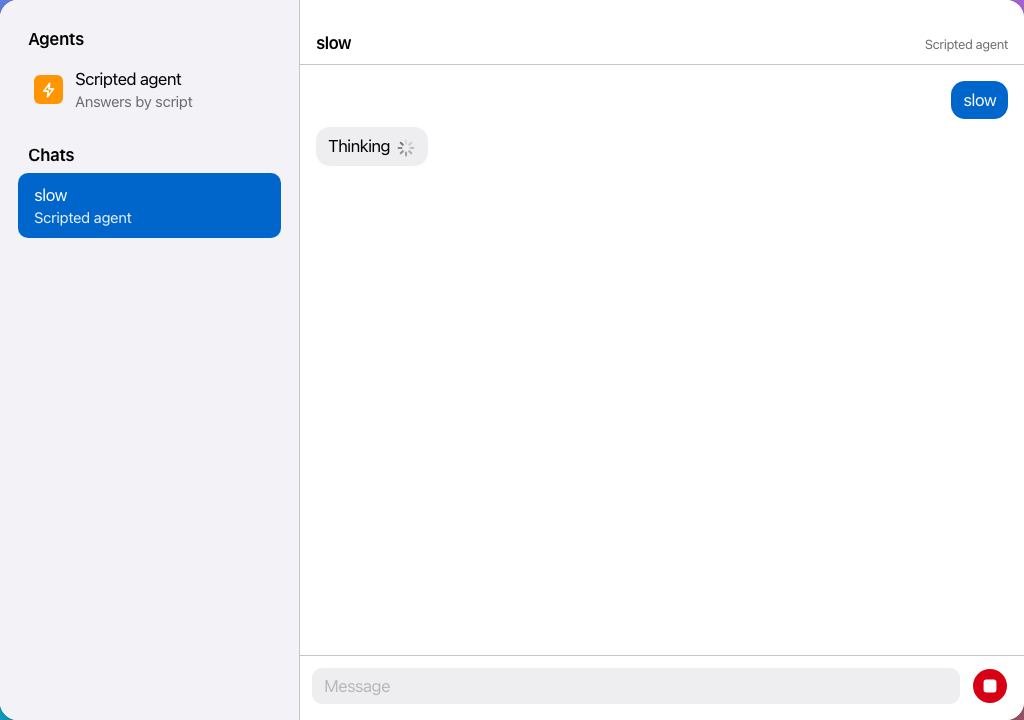 Agents
Scripted agent
Answers by script
Chats
slow
Scripted agent
slow
Scripted agent
slow
Thinking
Message